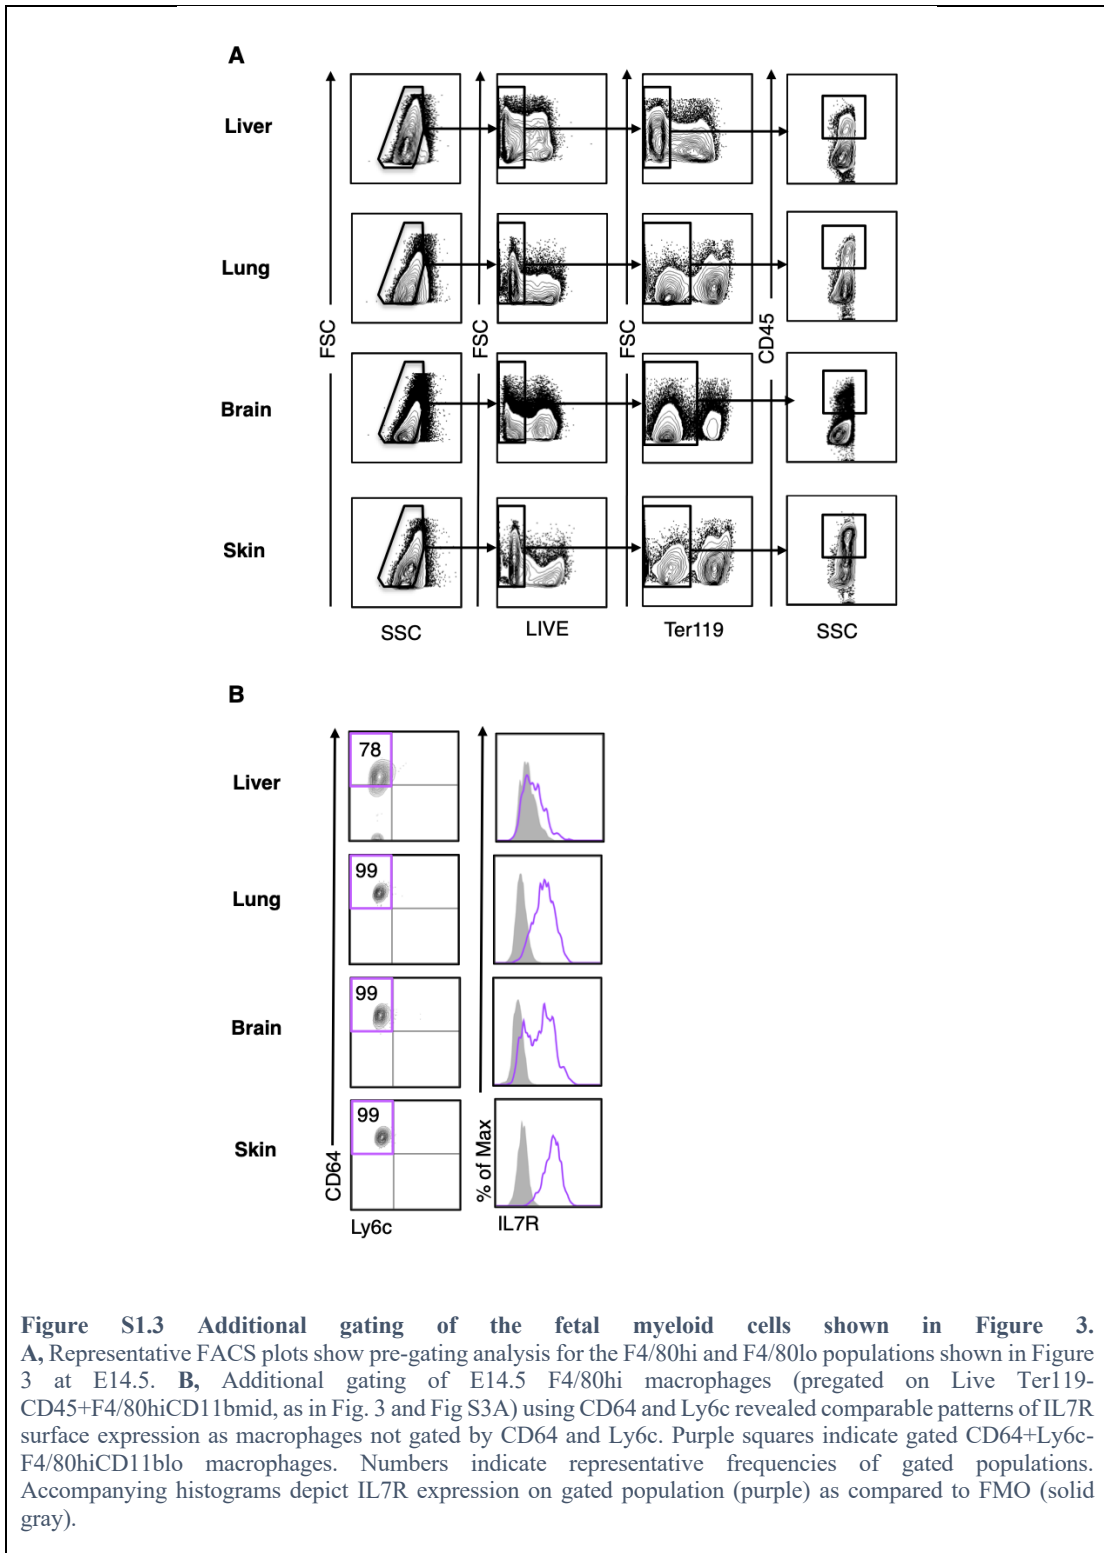 A
Liver
Lung
Brain
Skin
FSC
FSC
FSC
CD45
SSC
LIVE
Ter119
SSC
B
Liver
78
Lung
99
Brain
99
Skin
99
CD64
% of Max
Ly6c
IL7R
Figure S1.3 Additional gating of the fetal myeloid cells shown in Figure 3.
A, Representative FACS plots show pre-gating analysis for the F4/80hi and F4/80lo populations shown in Figure
3 at E14.5. B, Additional gating of E14.5 F4/80hi macrophages (pregated on Live Ter119-
CD45+F4/80hiCD11bmid, as in Fig. 3 and Fig S3A) using CD64 and Ly6c revealed comparable patterns of IL7R
surface expression as macrophages not gated by CD64 and Ly6c. Purple squares indicate gated CD64+Ly6c-
F4/80hiCD11blo macrophages. Numbers indicate representative frequencies of gated populations.
Accompanying histograms depict IL7R expression on gated population (purple) as compared to FMO (solid
gray).